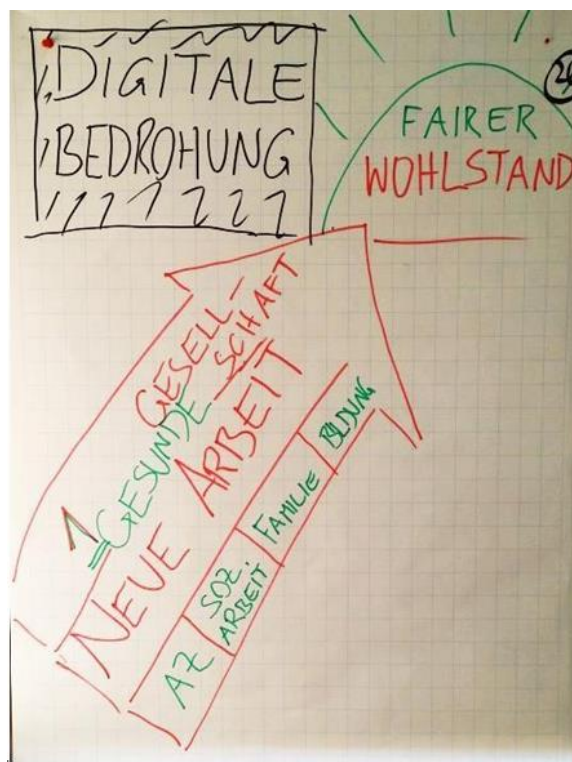 DIGITALE
BEDROHUNG
FAIRER
WOHLSTAND
GESELL-
=GESUNDE SCHAFT
NEUE ARBEIT
AZ
SOZ.
ARBEIT
FAMILIE
BILDUNG